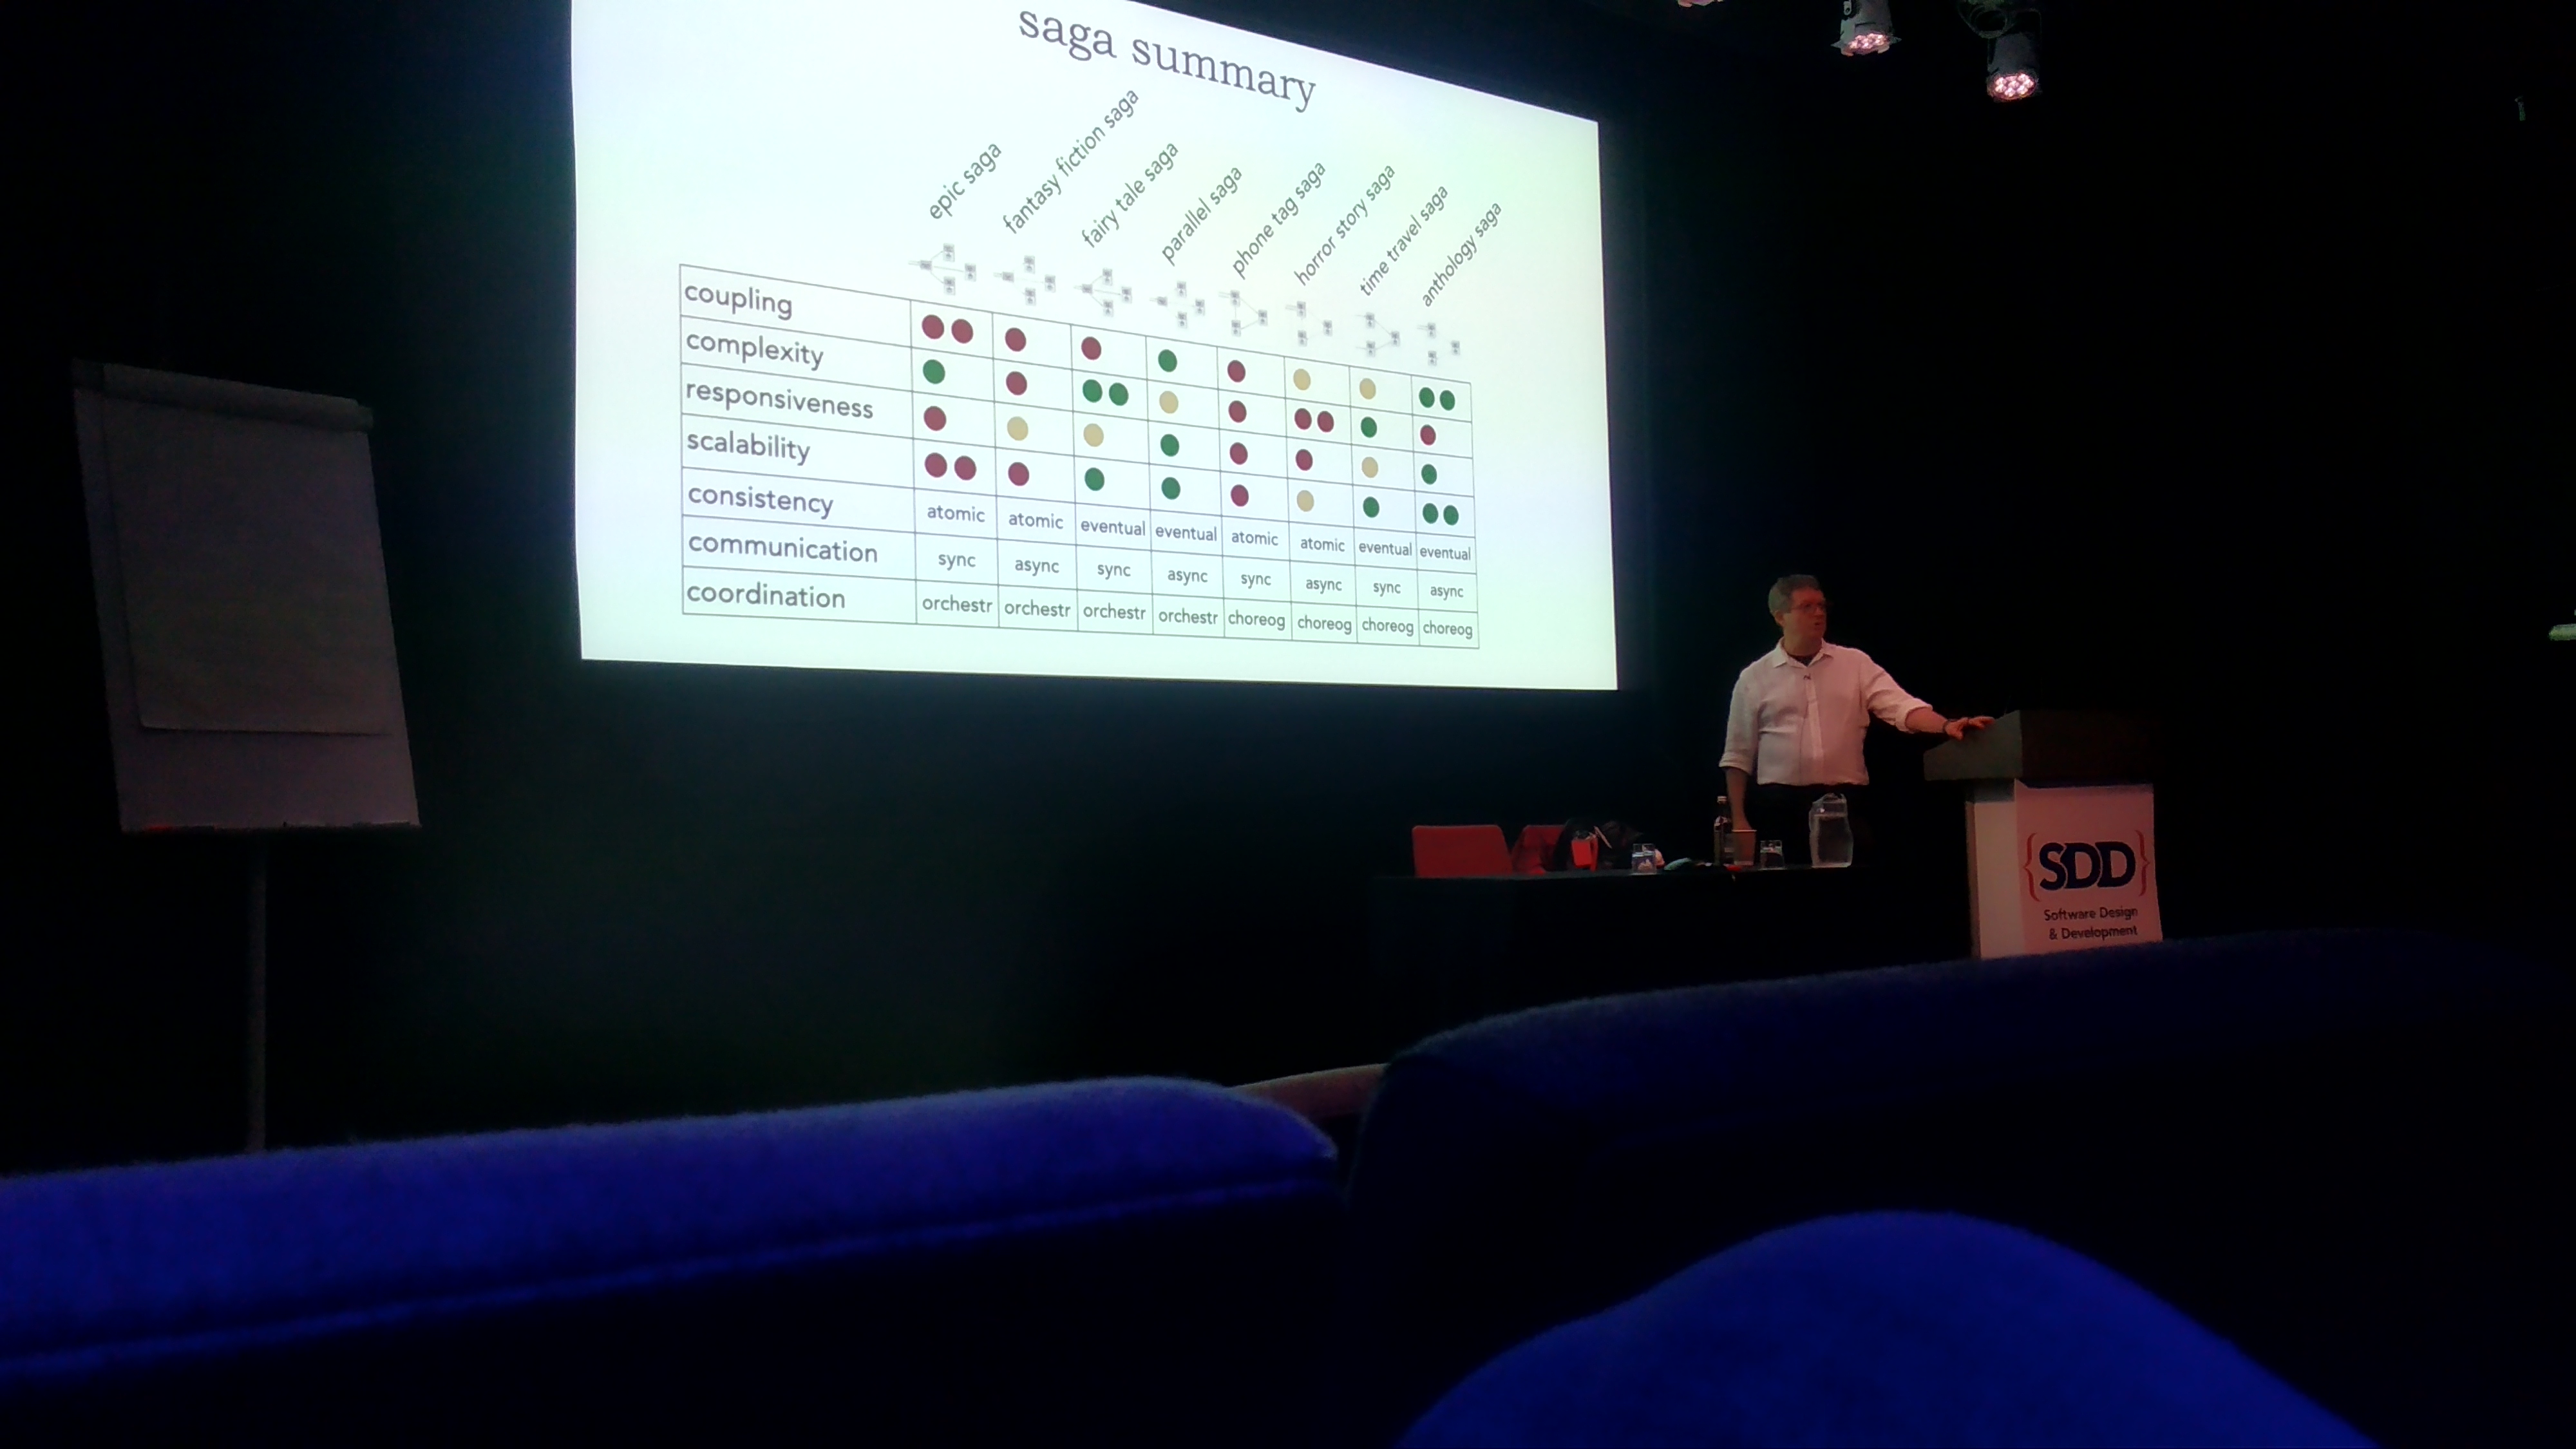 saga summary
epic saga
fantasy fiction saga
fairy tale saga
parallel saga
phone tag saga
horror story saga
time travel saga
anthology saga
coupling
complexity
responsiveness
scalability
consistency atomic atomic eventual eventual atomic atomic eventual eventual
communication sync async sync async sync async sync async
coordination orchestr orchestr orchestr orchestr choreog choreog choreog choreog
{SDD}
Software Design
& Development